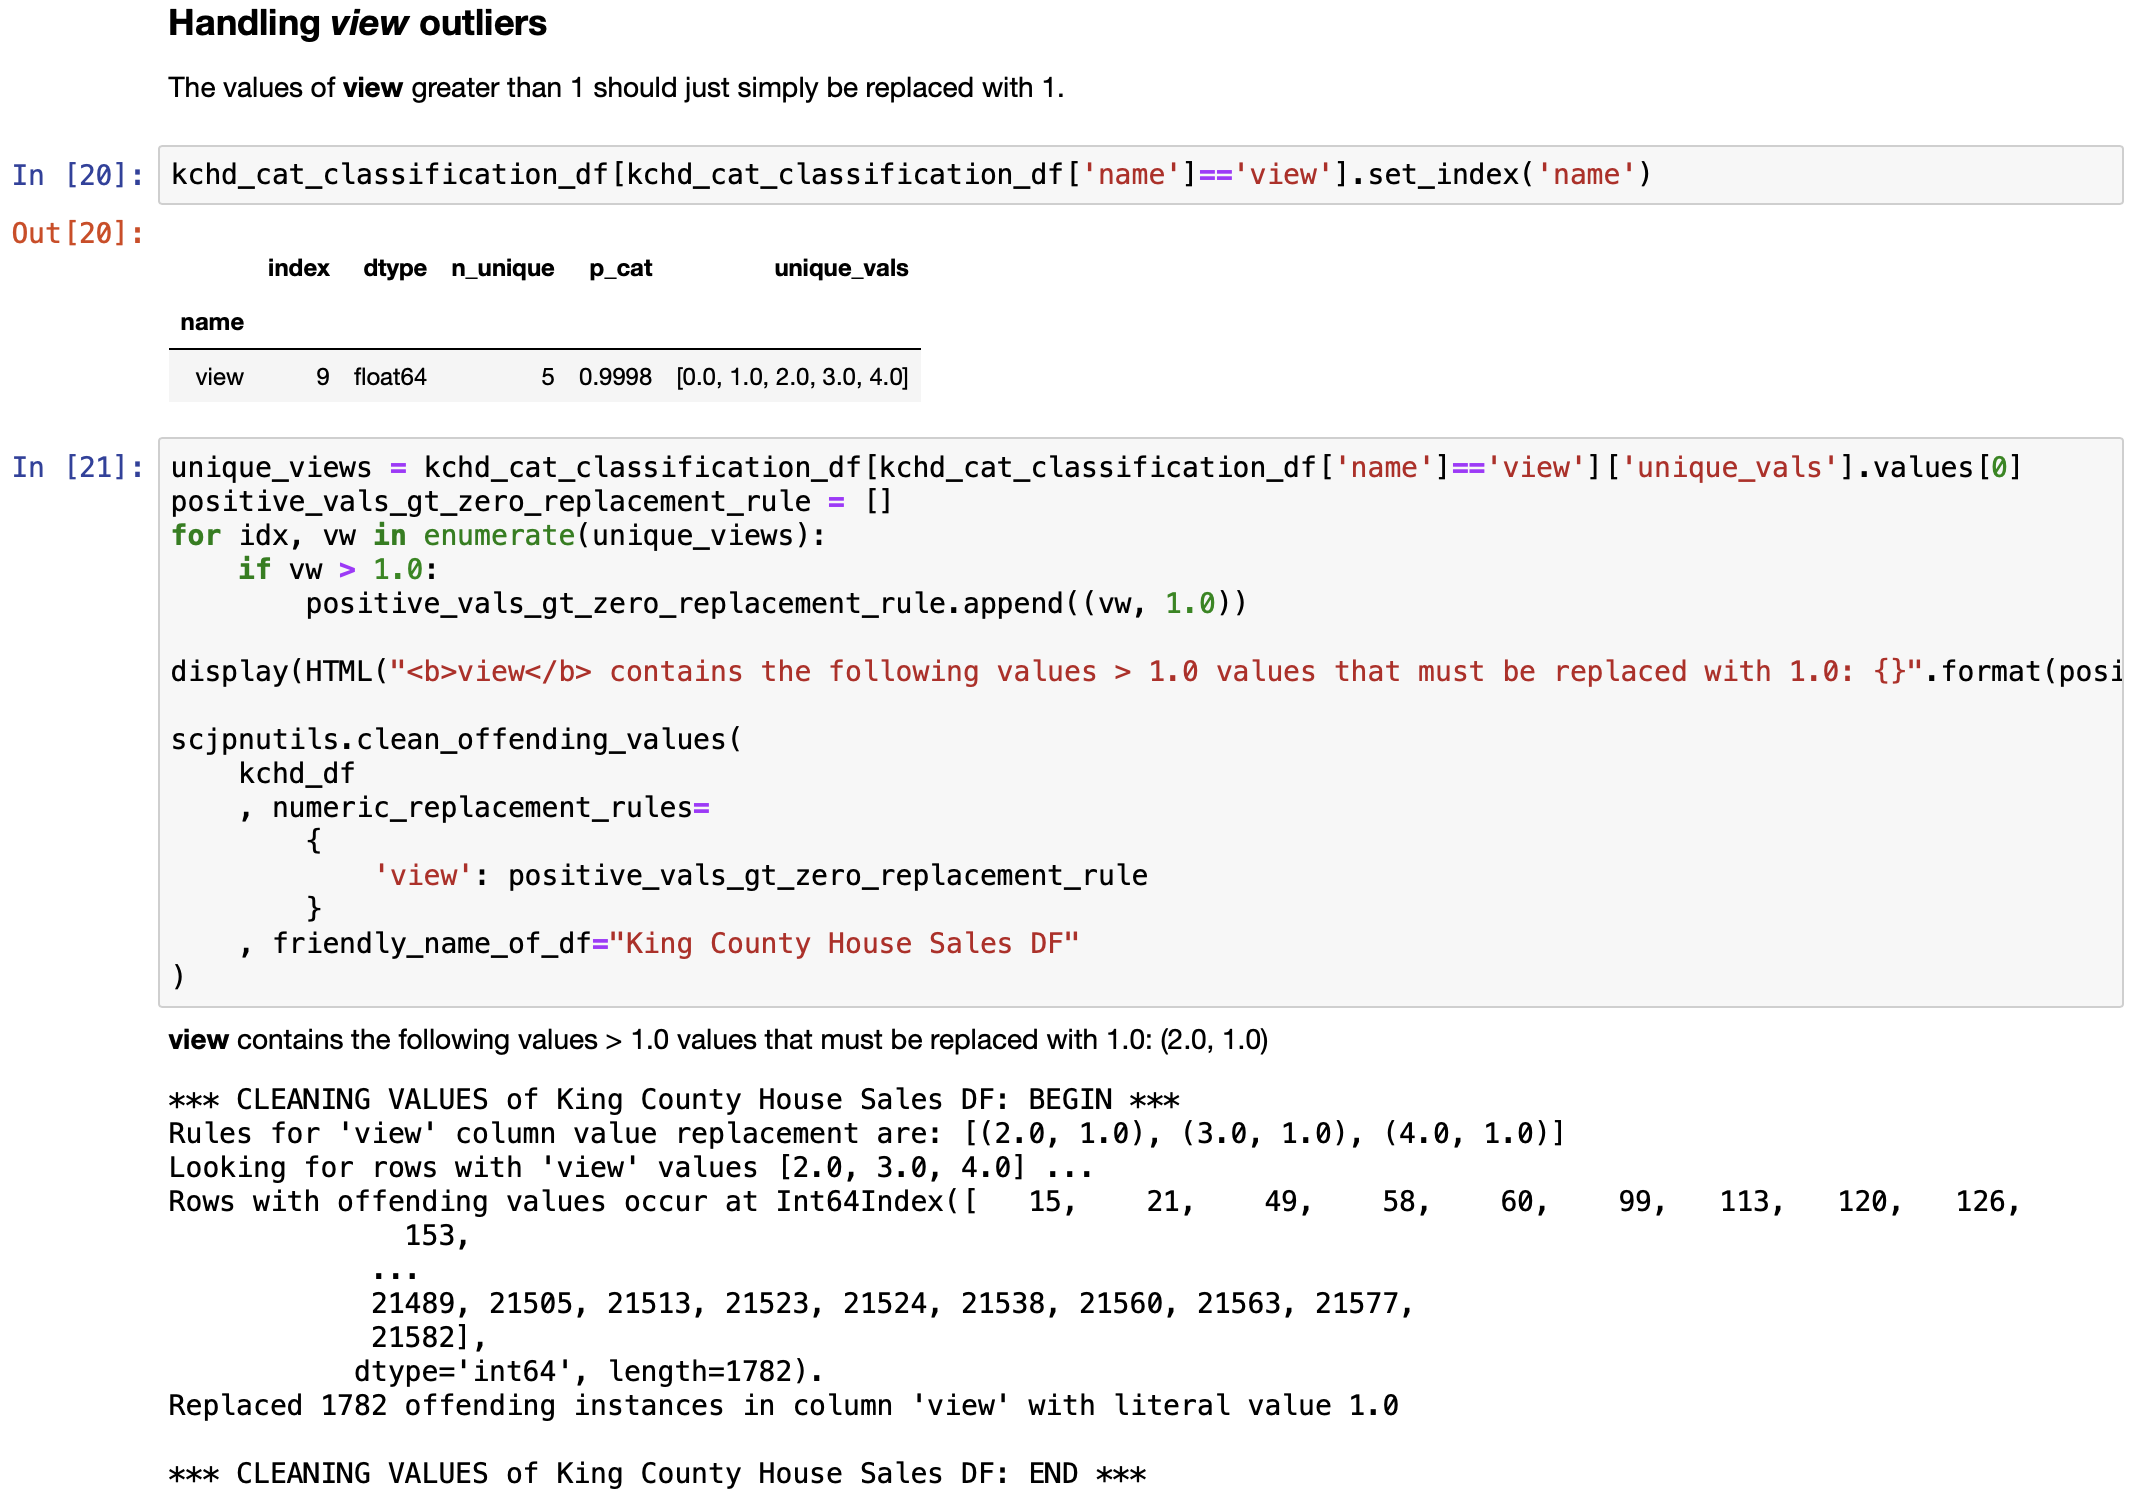 Handling view outliers
The values of view greater than 1 should just simply be replaced with 1.
In [20]: kchd_cat_classification_df[kchd_cat_classification_df['name']=='view'].set_index('name')
Out[20]:
index dtype n_unique p_cat unique_vals
name
view 9 float64 5 0.9998 [0.0, 1.0, 2.0, 3.0, 4.0]
In [21]: unique_views = kchd_cat_classification_df[kchd_cat_classification_df['name']=='view']['unique_vals'].values[0]
positive_vals_gt_zero_replacement_rule = []
for idx, vw in enumerate(unique_views):
    if vw > 1.0:
        positive_vals_gt_zero_replacement_rule.append((vw, 1.0))
display(HTML("<b>view</b> contains the following values > 1.0 values that must be replaced with 1.0: {}".format(posi
scjpnutils.clean_offending_values(
    kchd_df
    , numeric_replacement_rules=
        {
            'view': positive_vals_gt_zero_replacement_rule
        }
    , friendly_name_of_df="King County House Sales DF"
)
view contains the following values > 1.0 values that must be replaced with 1.0: (2.0, 1.0)
*** CLEANING VALUES of King County House Sales DF: BEGIN ***
Rules for 'view' column value replacement are: [(2.0, 1.0), (3.0, 1.0), (4.0, 1.0)]
Looking for rows with 'view' values [2.0, 3.0, 4.0] ...
Rows with offending values occur at Int64Index([   15,    21,    49,    58,    60,    99,   113,   120,   126,
              153,
            ...
            21489, 21505, 21513, 21523, 21524, 21538, 21560, 21563, 21577,
            21582],
           dtype='int64', length=1782).
Replaced 1782 offending instances in column 'view' with literal value 1.0
*** CLEANING VALUES of King County House Sales DF: END ***